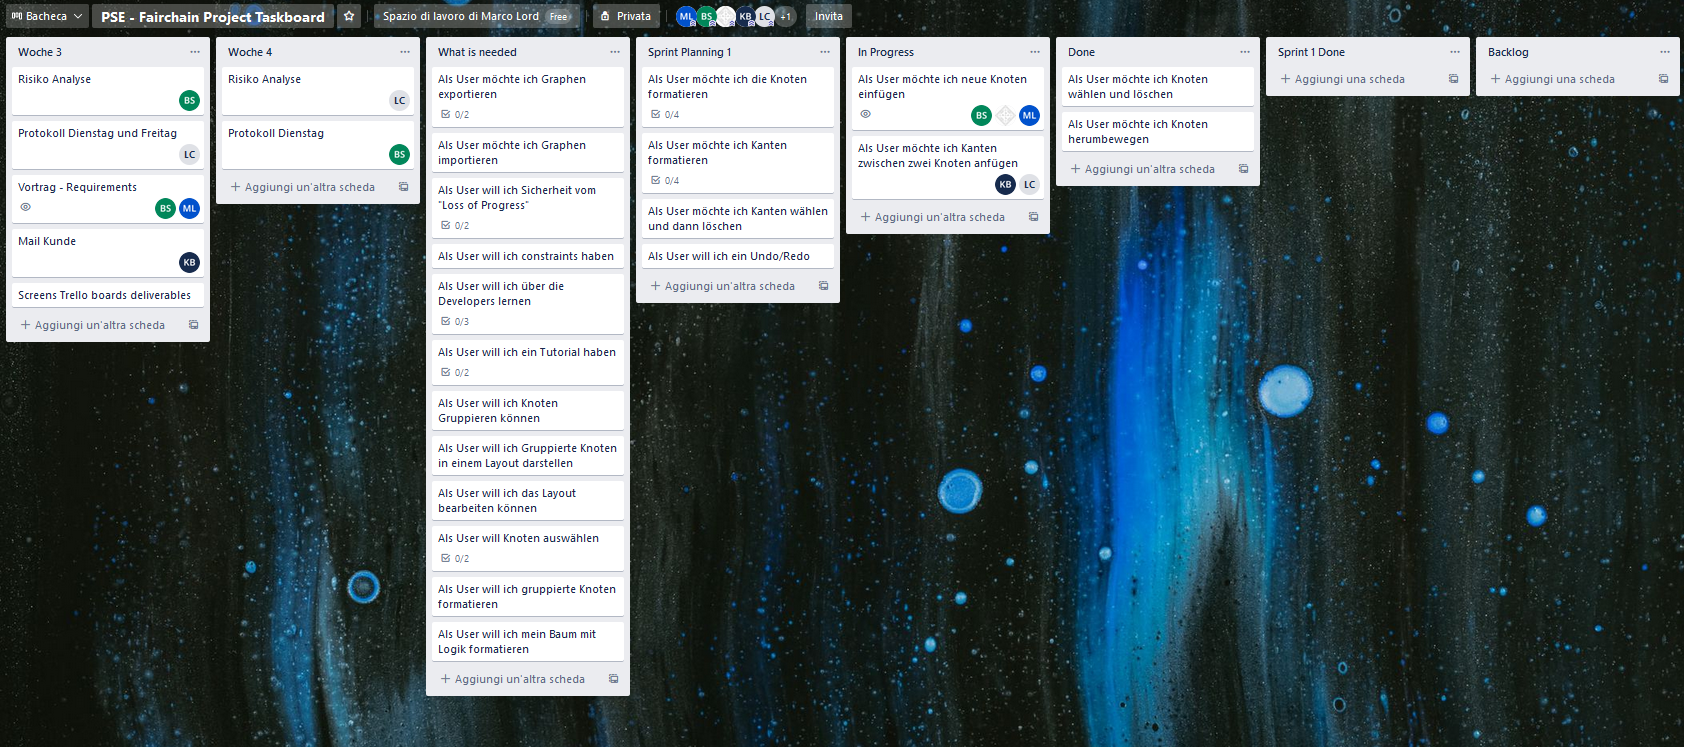 Bacheca
PSE - Fairchain Project Taskboard
Spazio di lavoro di Marco Lord
Free
Privata
ML
BS
KB
LC
+1
Invita
Woche 3
Risiko Analyse
BS
Protokoll Dienstag und Freitag
LC
Vortrag - Requirements
BS
ML
Mail Kunde
KB
Screens Trello boards deliverables
+ Aggiungi un'altra scheda
Woche 4
Risiko Analyse
LC
Protokoll Dienstag
BS
+ Aggiungi un'altra scheda
What is needed
Als User möchte ich Graphen
exportieren
0/2
Als User möchte ich Graphen
importieren
Als User will ich Sicherheit vom
"Loss of Progress"
0/2
Als User will ich constraints haben
Als User will ich über die
Developers lernen
0/3
Als User will ich ein Tutorial haben
0/2
Als User will ich Knoten
Gruppieren können
Als User will ich Gruppierte Knoten
in einem Layout darstellen
Als User will ich das Layout
bearbeiten können
Als User will Knoten auswählen
0/2
Als User will ich gruppierte Knoten
formatieren
Als User will ich mein Baum mit
Logik formatieren
+ Aggiungi un'altra scheda
Sprint Planning 1
Als User möchte ich die Knoten
formatieren
0/4
Als User möchte ich Kanten
formatieren
0/4
Als User möchte ich Kanten wählen
und dann löschen
Als User will ich ein Undo/Redo
+ Aggiungi un'altra scheda
In Progress
Als User möchte ich neue Knoten
einfügen
BS
ML
Als User möchte ich Kanten
zwischen zwei Knoten anfügen
KB
LC
+ Aggiungi un'altra scheda
Done
Als User möchte ich Knoten
wählen und löschen
Als User möchte ich Knoten
herumbewegen
+ Aggiungi un'altra scheda
Sprint 1 Done
+ Aggiungi una scheda
Backlog
+ Aggiungi una scheda